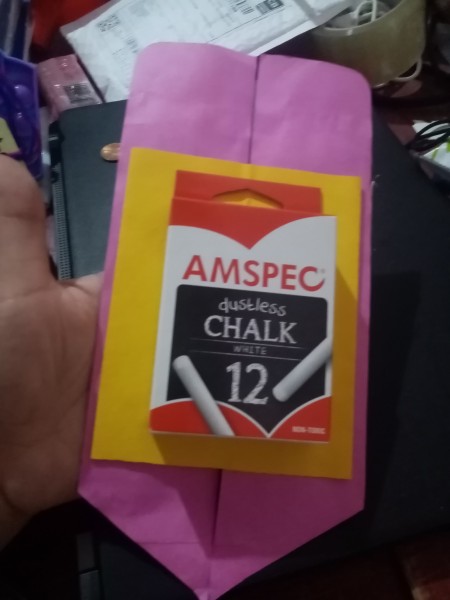 AMSPEC
dustless
CHALK
WHITE
12
NON-TOXIC